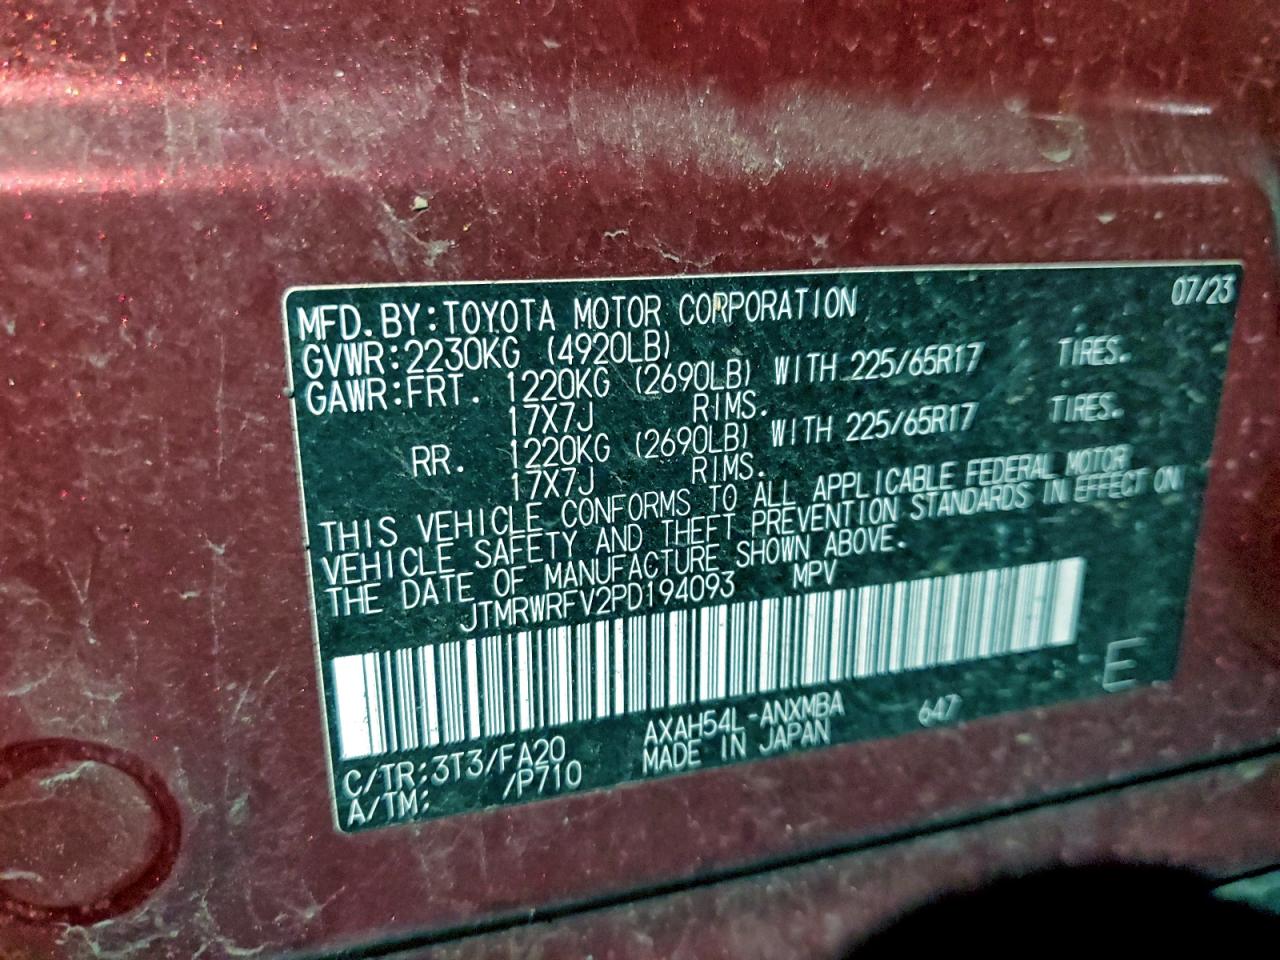 MFD. BY: TOYOTA MOTOR CORPORATION 07/23
GVWR: 2230KG (4920LB)
GAWR: FRT. 1220KG (2690LB) WITH 225/65R17 TIRES.
17X7J RIMS.
RR. 1220KG (2690LB) WITH 225/65R17 TIRES.
17X7J RIMS.
THIS VEHICLE CONFORMS TO ALL APPLICABLE FEDERAL MOTOR
VEHICLE SAFETY AND THEFT PREVENTION STANDARDS IN EFFECT ON
THE DATE OF MANUFACTURE SHOWN ABOVE.
JTMRWRFV2PD194093 MPV
E
C/TR: 3T3/FA20 AXAH54L-ANXMBA 647
A/TM: /P710 MADE IN JAPAN